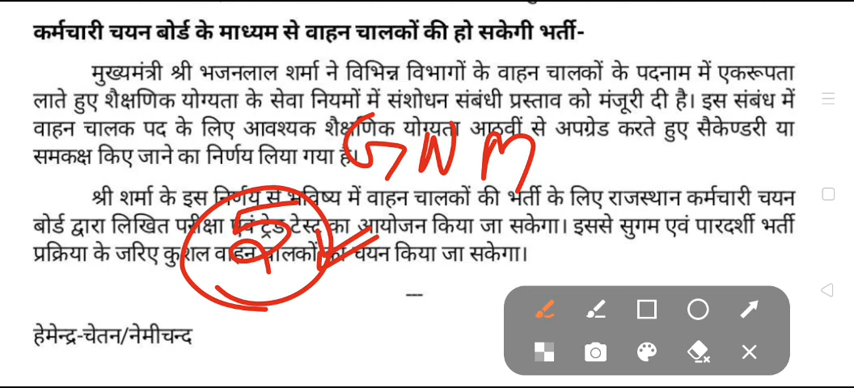 कर्मचारी चयन बोर्ड के माध्यम से वाहन चालकों की हो सकेगी भर्ती-
मुख्यमंत्री श्री भजनलाल शर्मा ने विभिन्न विभागों के वाहन चालकों के पदनाम में एकरूपता
लाते हुए शैक्षणिक योग्यता के सेवा नियमों में संशोधन संबंधी प्रस्ताव को मंजूरी दी है। इस संबंध में
वाहन चालक पद के लिए आवश्यक शैक्षणिक योग्यता आठवीं से अपग्रेड करते हुए सैकेण्डरी या
समकक्ष किए जाने का निर्णय लिया गया है।
GNM
श्री शर्मा के इस निर्णय से भविष्य में वाहन चालकों की भर्ती के लिए राजस्थान कर्मचारी चयन
बोर्ड द्वारा लिखित परीक्षा एवं ट्रेड टेस्ट का आयोजन किया जा सकेगा। इससे सुगम एवं पारदर्शी भर्ती
प्रक्रिया के जरिए कुशल वाहन चालकों का चयन किया जा सकेगा।
हेमेन्द्र-चेतन/नेमीचन्द